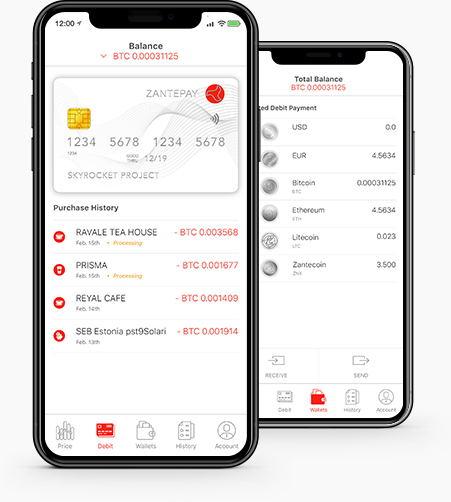 12:00
Balance
BTC 0.00031125
ZANTEPAY
1234 5678 1234 5678
1234
GOOD
THRU
12/19
SKYROCKET PROJECT
Purchase History
RAVALE TEA HOUSE
- BTC 0.003568
Feb. 15th • Processing
PRISMA
- BTC 0.001677
Feb. 15th • Processing
REYAL CAFE
- BTC 0.001409
Feb. 14th
SEB Estonia pst9Solari
- BTC 0.001914
Feb. 13th
Price
Debit
Wallets
History
Account
Total Balance
BTC 0.00031125
ged Debit Payment
USD
0.0
EUR
4.5634
Bitcoin
0.00031125
BTC
Ethereum
4.5634
ETH
Litecoin
0.023
LTC
Zantecoin
3.500
ZNX
RECEIVE
SEND
Debit
Wallets
History
Account